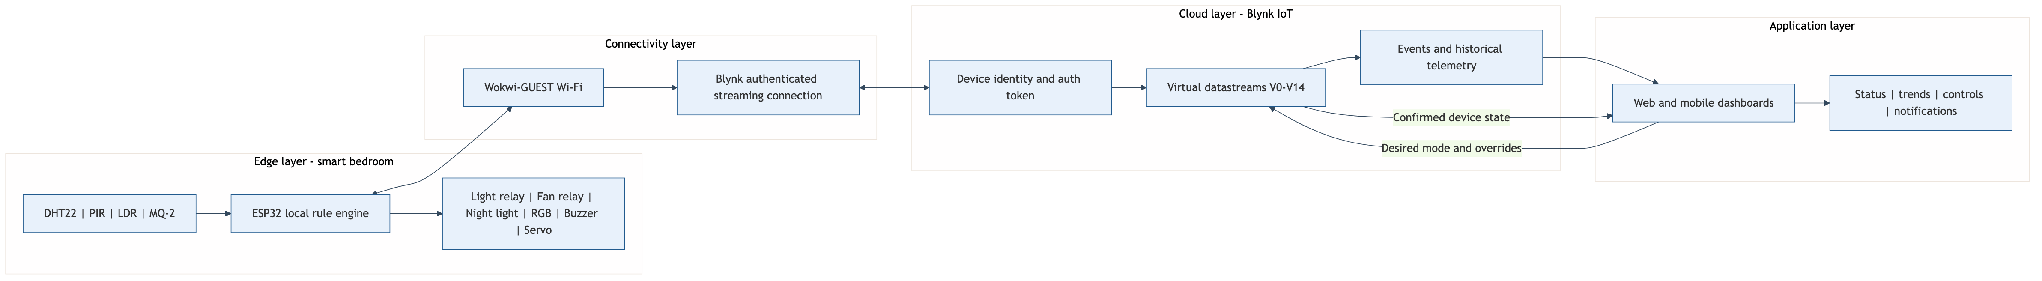 Cloud layer - Blynk IoT
Application layer
Connectivity layer
Events and historical
telemetry
Wokwi-GUEST Wi-Fi
Blynk authenticated
streaming connection
Device identity and auth
token
Virtual datastreams V0-V14
Web and mobile dashboards
Status | trends | controls
| notifications
Confirmed device state
Desired mode and overrides
Edge layer - smart bedroom
DHT22 | PIR | LDR | MQ-2
ESP32 local rule engine
Light relay | Fan relay |
Night light | RGB | Buzzer
| Servo